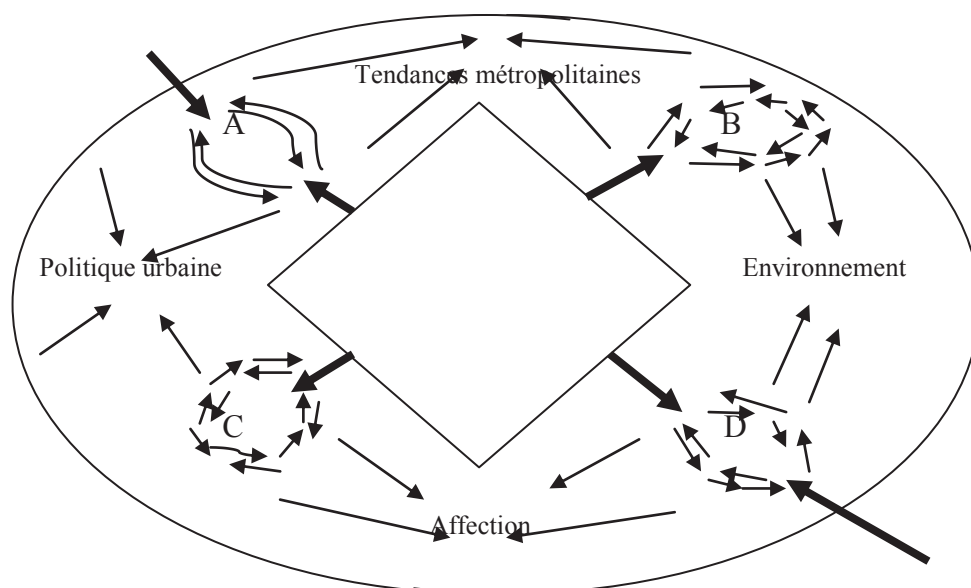 Tendances métropolitaines
A
B
Politique urbaine
Environnement
C
D
Affection